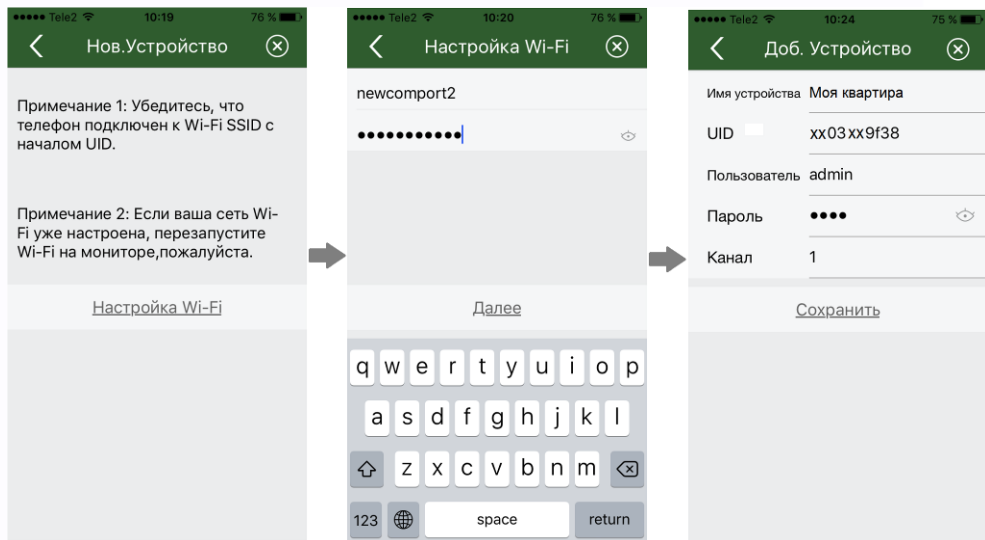 Tele2 10:19 76 %
Нов.Устройство
Примечание 1: Убедитесь, что
телефон подключен к Wi-Fi SSID с
началом UID.
Примечание 2: Если ваша сеть Wi-
Fi уже настроена, перезапустите
Wi-Fi на мониторе,пожалуйста.
Настройка Wi-Fi
Tele2 10:20 76 %
Настройка Wi-Fi
newcomport2
•••••••••••
Далее
q w e r t y u i o p
a s d f g h j k l
z x c v b n m
123 space return
Tele2 10:24 75 %
Доб. Устройство
Имя устройства Моя квартира
UID xx03xx9f38
Пользователь admin
Пароль ••••
Канал 1
Сохранить